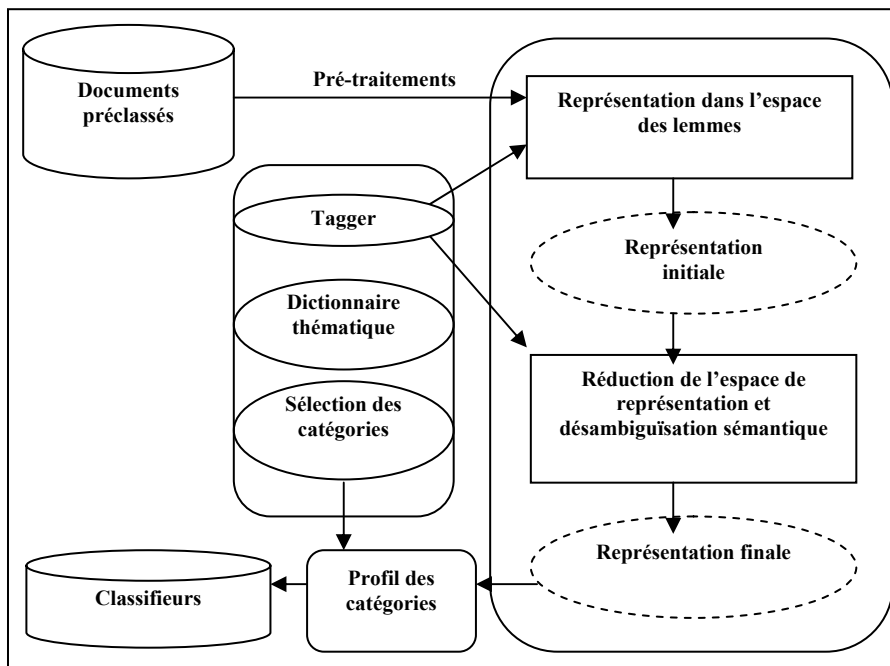 Documents
préclassés
Pré-traitements
Représentation dans l'espace
des lemmes
Tagger
Représentation
initiale
Dictionnaire
thématique
Réduction de l'espace de
représentation et
désambiguïsation sémantique
Sélection des
catégories
Représentation finale
Profil des
catégories
Classifieurs